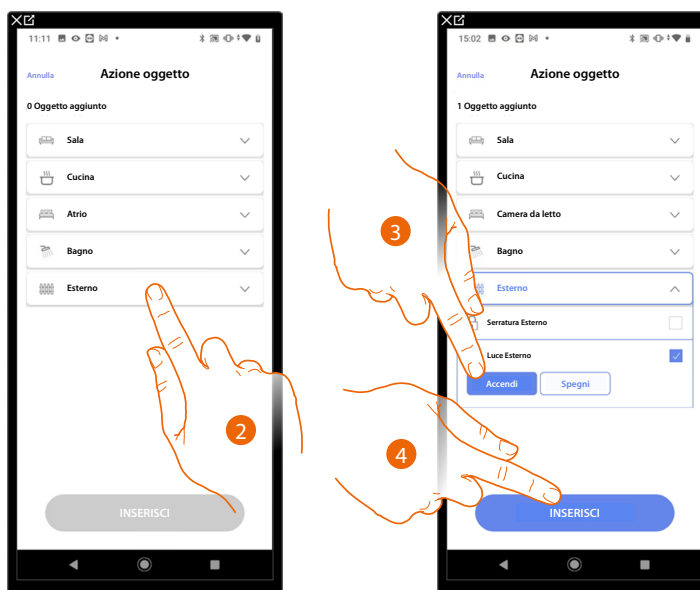 11:11
Annulla Azione oggetto
0 Oggetto aggiunto
Sala
Cucina
Atrio
Bagno
Esterno
2
INSERISCI
15:02
Annulla Azione oggetto
1 Oggetto aggiunto
Sala
Cucina
Camera da letto
3
Bagno
Esterno
Serratura Esterno
Luce Esterno
Accendi Spegni
4
INSERISCI